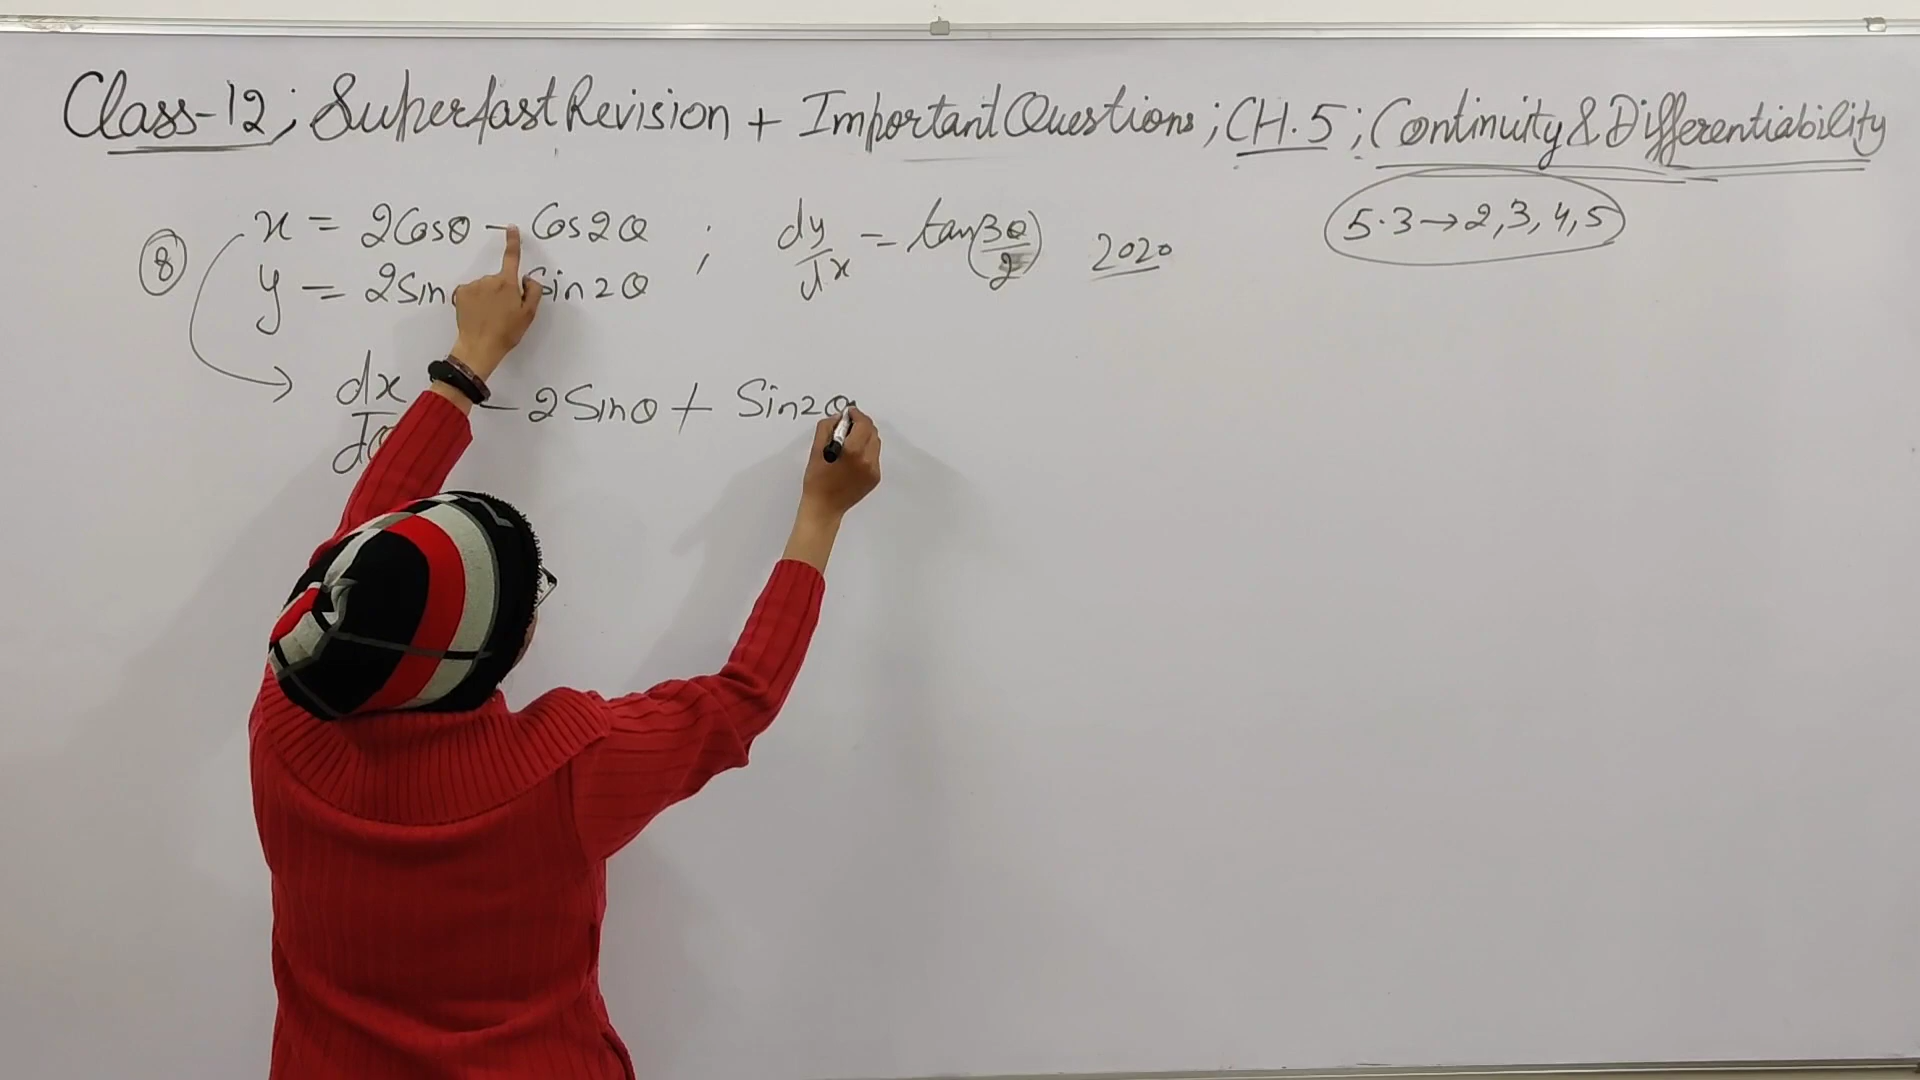 Class-12; Superfast Revision + Important Questions; CH.5; Continuity & Differentiability
⑧ x = 2Cosθ - Cos2θ ; dy/dx = tan(3θ/2) 2020 5.3→2,3,4,5
y = 2Sin Sin2θ
→ dx/dθ - 2Sinθ + Sin2θ